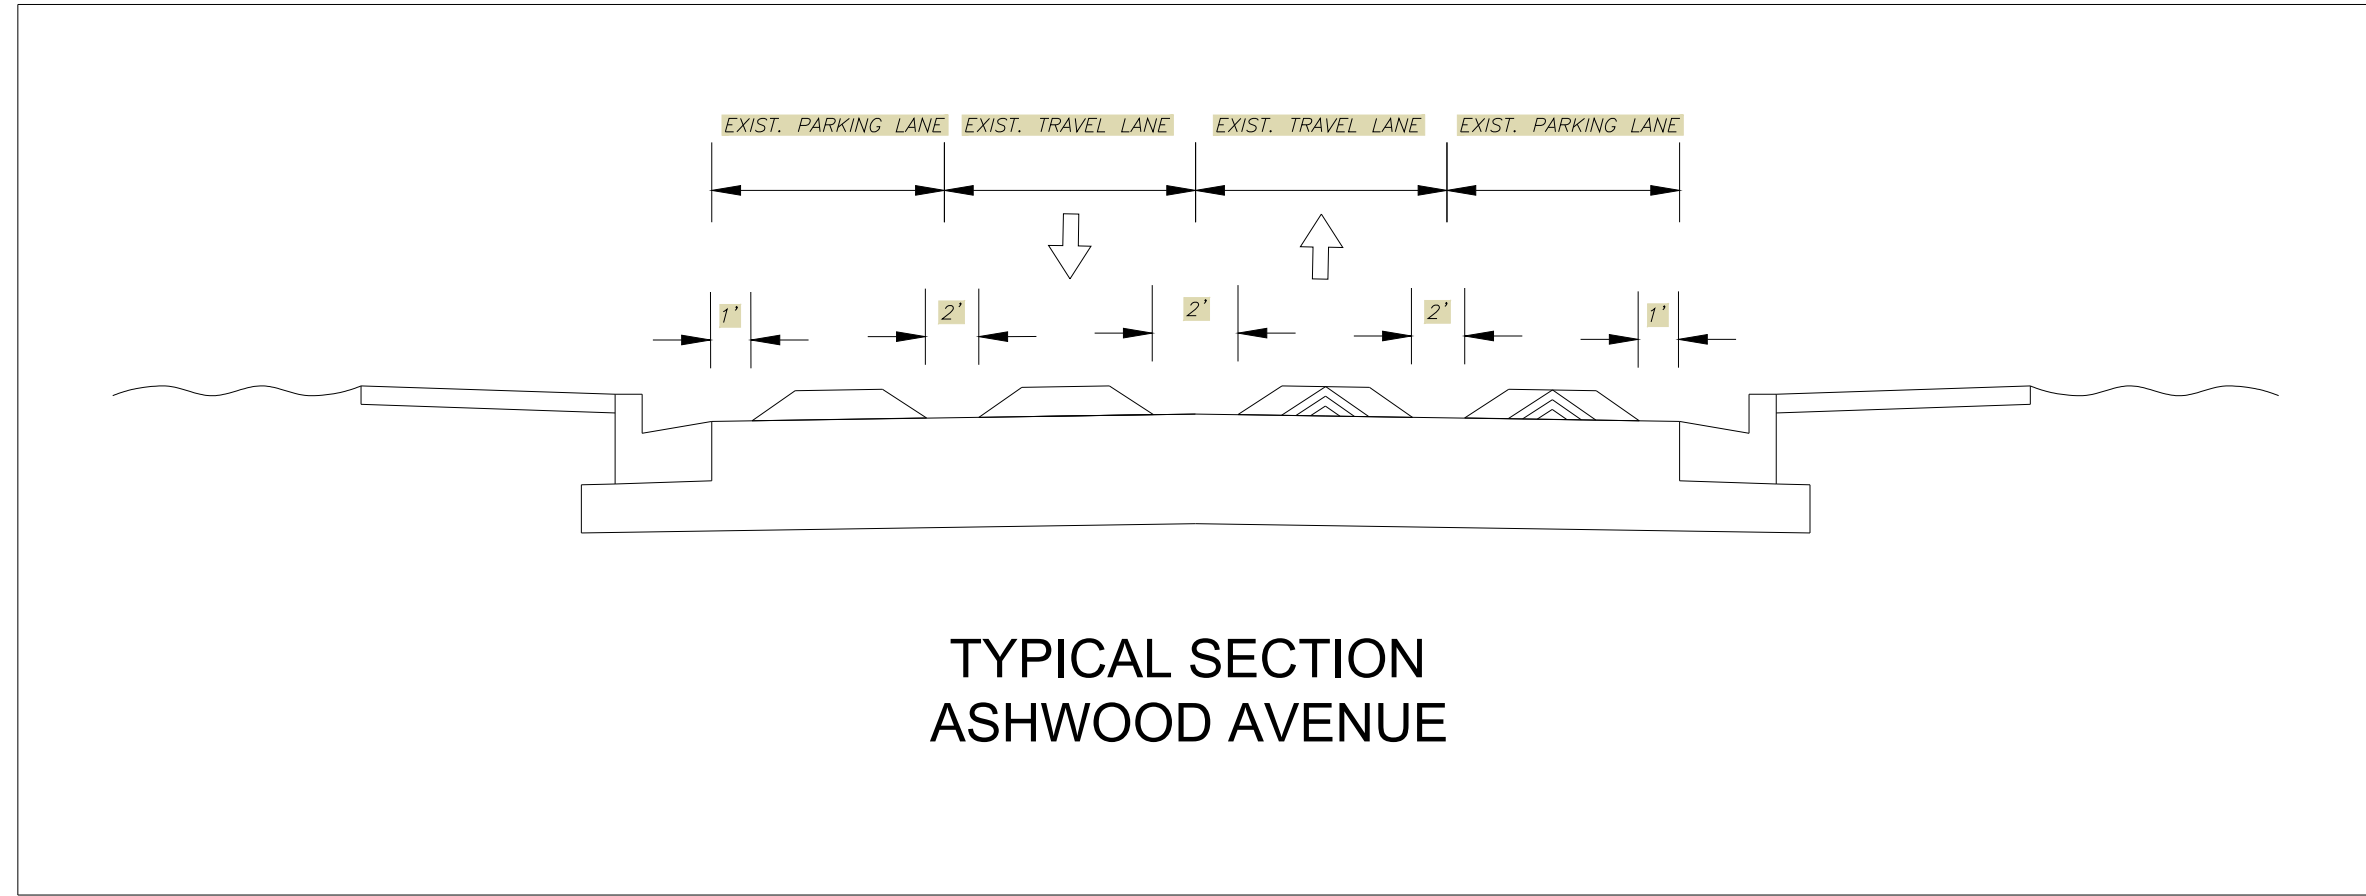 EXIST. PARKING LANE EXIST. TRAVEL LANE EXIST. TRAVEL LANE EXIST. PARKING LANE
1' 2' 2' 2' 1'
TYPICAL SECTION
ASHWOOD AVENUE